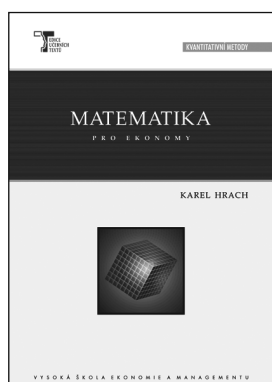 EDICE
UČEBNÍCH
TEXTŮ
KVANTITATIVNÍ METODY
MATEMATIKA
PRO EKONOMY
KAREL HRACH
VYSOKÁ ŠKOLA EKONOMIE A MANAGEMENTU